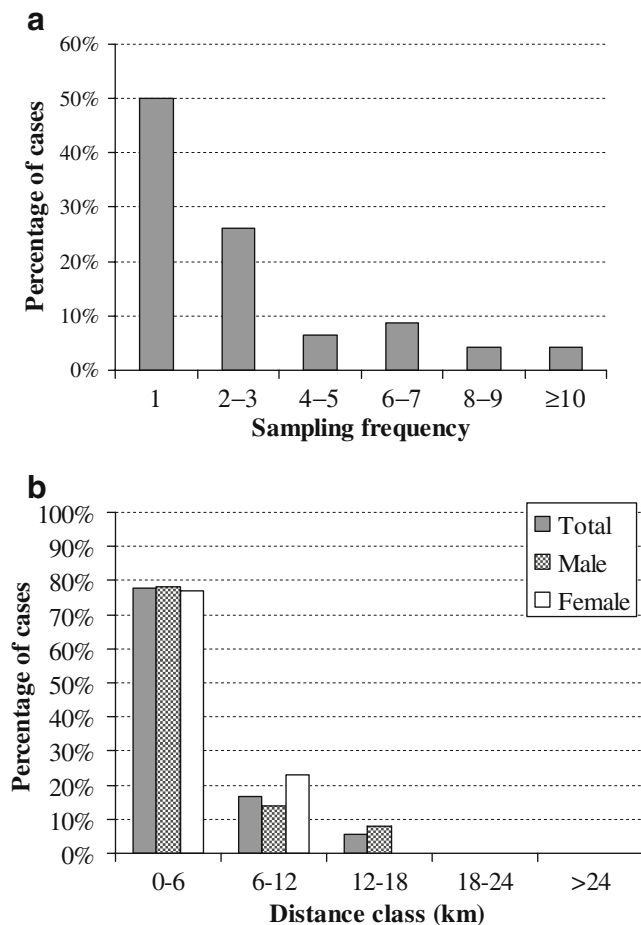 a
60%
50%
40%
30%
20%
10%
0%
Percentage of cases
1 2–3 4–5 6–7 8–9 ≥10
Sampling frequency
b
100%
90%
80%
70%
60%
50%
40%
30%
20%
10%
0%
Percentage of cases
Total
Male
Female
0-6 6-12 12-18 18-24 >24
Distance class (km)